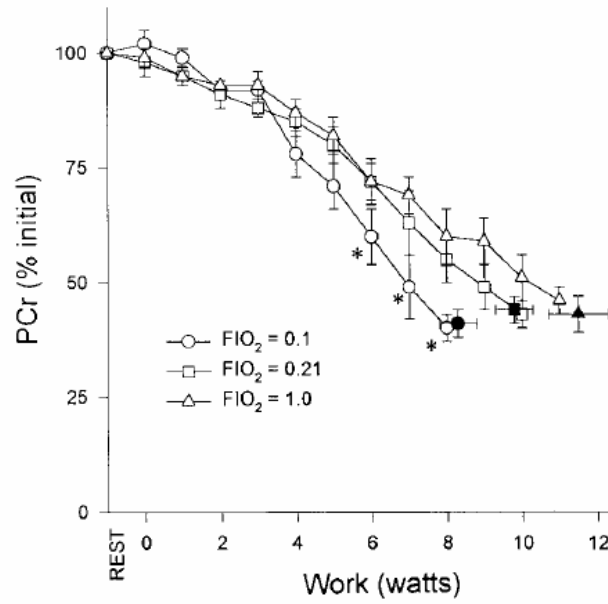 100
75
50
25
0
PCr (% initial)
* * *
FIO₂ = 0.1
FIO₂ = 0.21
FIO₂ = 1.0
REST 0 2 4 6 8 10 12
Work (watts)